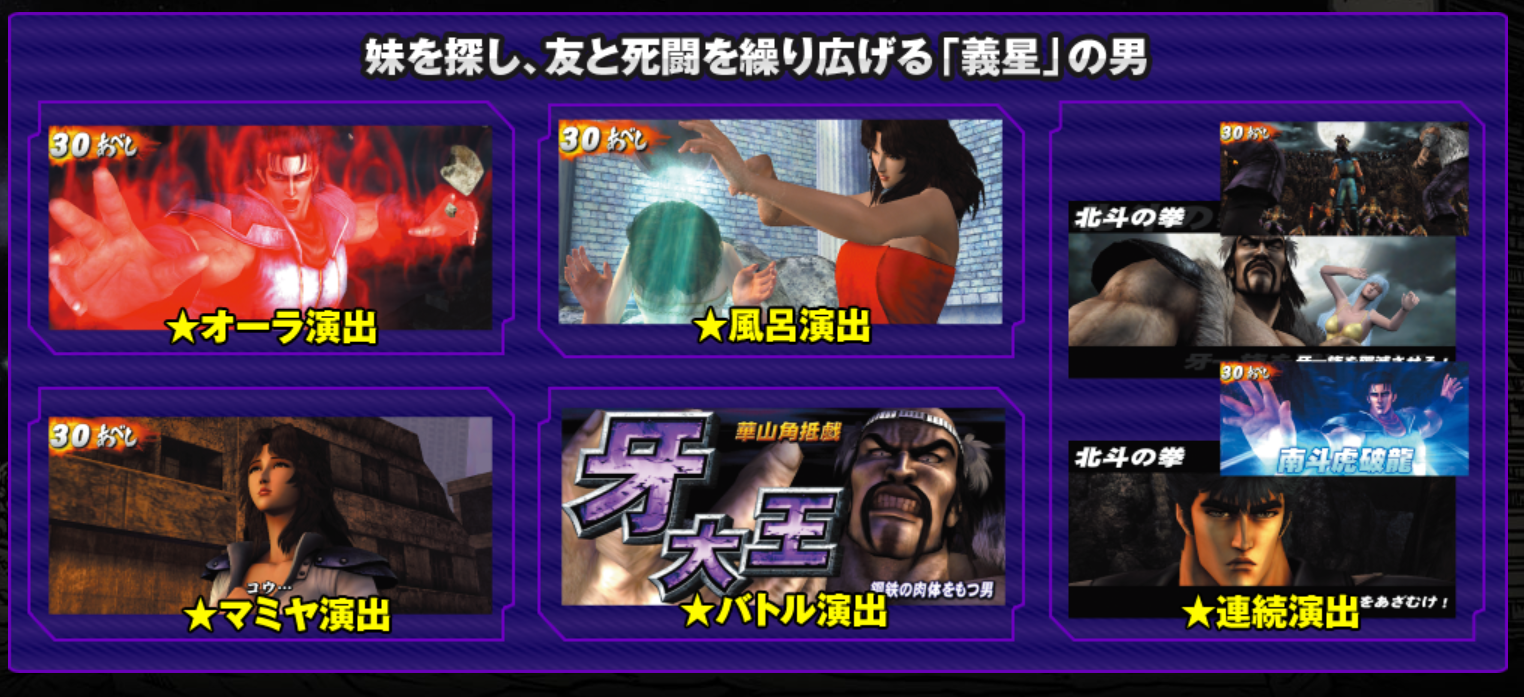 妹を探し、友と死闘を繰り広げる「義星」の男
30あべし
★オーラ演出
30あべし
★風呂演出
30あべし
北斗の拳
30あべし
コウ…
★マミヤ演出
華山角抵戯
牙大王
鋼鉄の肉体をもつ男
★バトル演出
30あべし
南斗虎破龍
北斗の拳
をあざむけ!
★連続演出